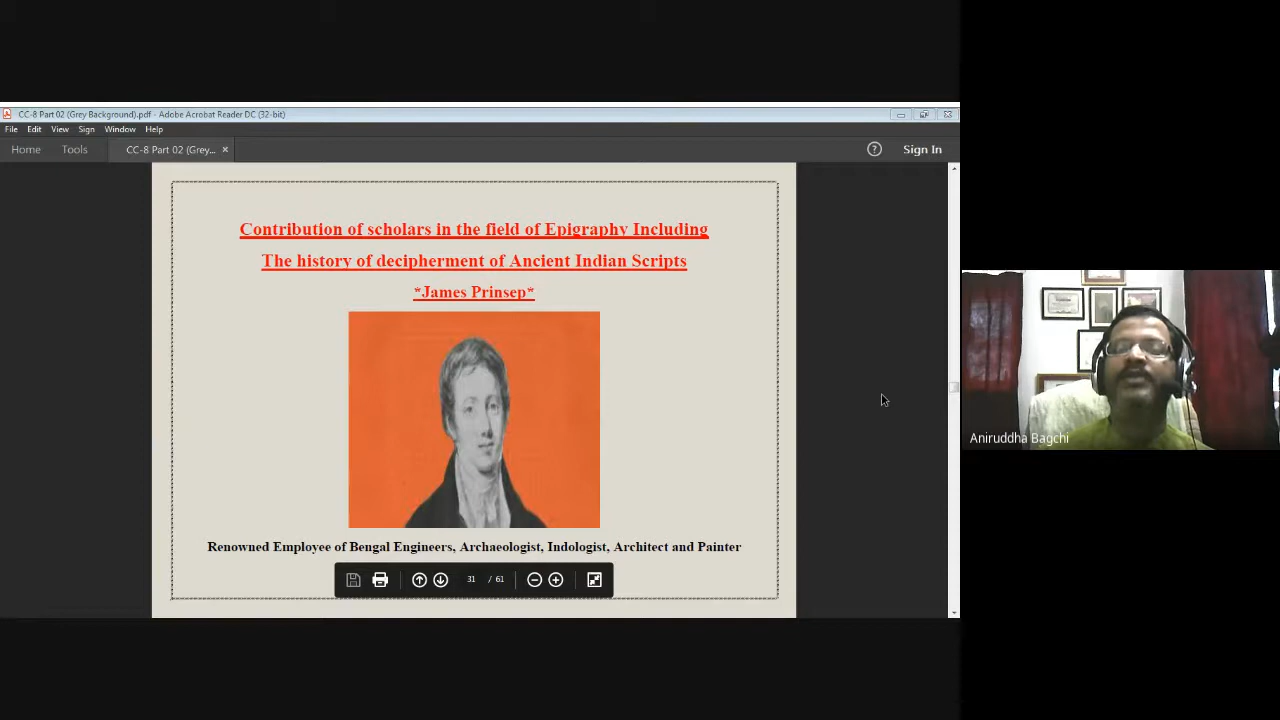 CC-8 Part 02 (Grey Background).pdf - Adobe Acrobat Reader DC (32-bit)
File Edit View Sign Window Help
Home Tools CC-8 Part 02 (Grey... × ? Sign In
Contribution of scholars in the field of Epigraphy Including
The history of decipherment of Ancient Indian Scripts
*James Prinsep*
Renowned Employee of Bengal Engineers, Archaeologist, Indologist, Architect and Painter
31 / 61
Aniruddha Bagchi